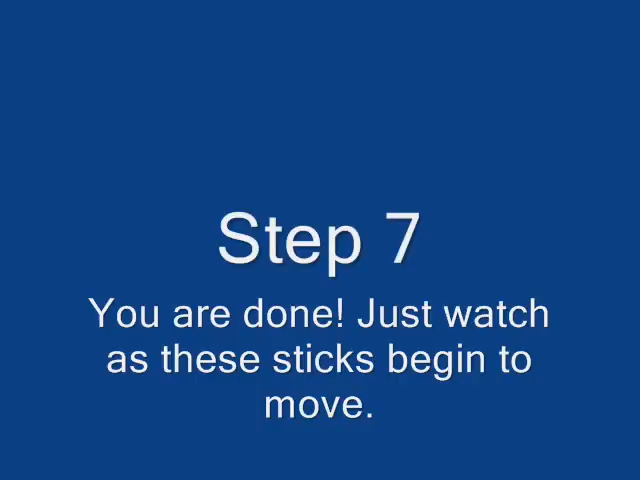 Step 7
You are done! Just watch
as these sticks begin to
move.